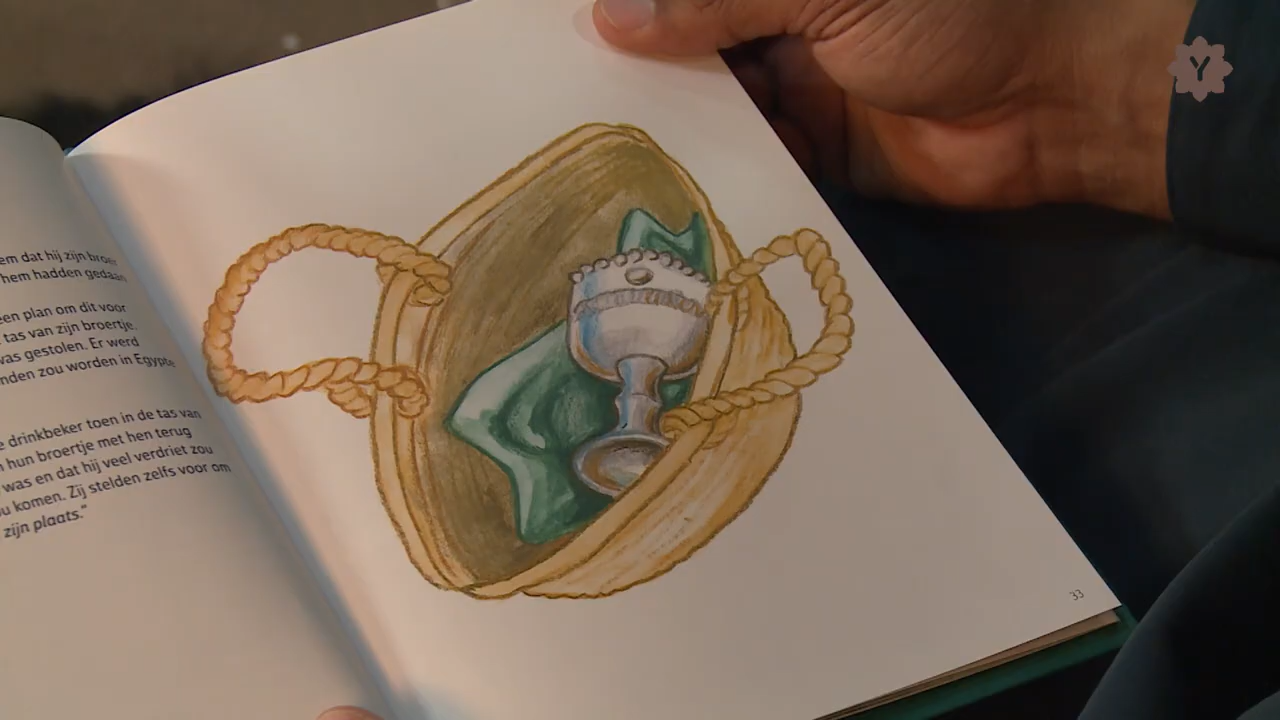 em dat hij zijn broer
hem hadden gedaan
een plan om dit voor
tas van zijn broertje.
was gestolen. Er werd
nden zou worden in Egypte
e drinkbeker toen in de tas van
hun broertje met hen terug
was en dat hij veel verdriet zou
u komen. Zij stelden zelfs voor om
zijn plaats."
33
Y